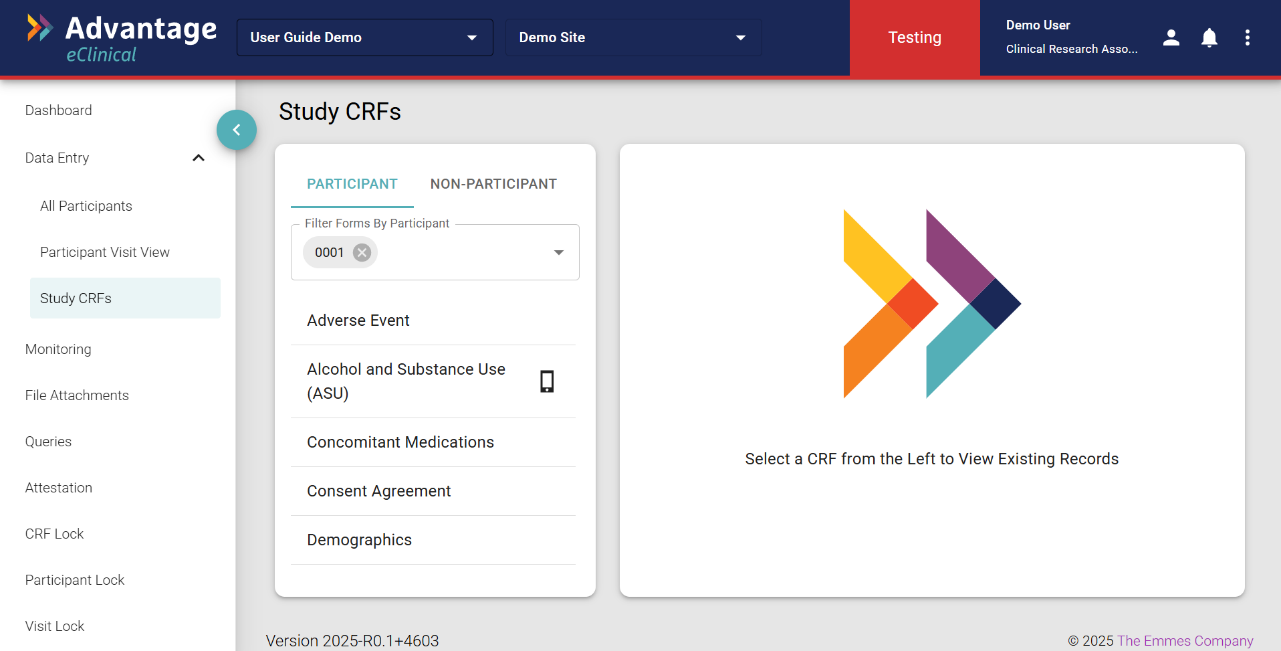 Advantage
eClinical
User Guide Demo
Demo Site
Testing
Demo User
Clinical Research Asso...
Dashboard
Data Entry
All Participants
Participant Visit View
Study CRFs
Monitoring
File Attachments
Queries
Attestation
CRF Lock
Participant Lock
Visit Lock
Study CRFs
PARTICIPANT
NON-PARTICIPANT
Filter Forms By Participant
0001
Adverse Event
Alcohol and Substance Use
(ASU)
Concomitant Medications
Consent Agreement
Demographics
Select a CRF from the Left to View Existing Records
Version 2025-R0.1+4603
© 2025 The Emmes Company